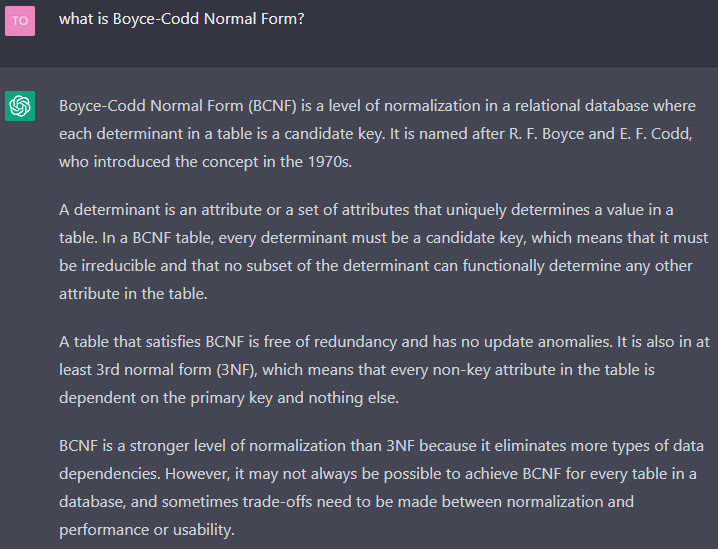 TO
what is Boyce-Codd Normal Form?
Boyce-Codd Normal Form (BCNF) is a level of normalization in a relational database where
each determinant in a table is a candidate key. It is named after R. F. Boyce and E. F. Codd,
who introduced the concept in the 1970s.
A determinant is an attribute or a set of attributes that uniquely determines a value in a
table. In a BCNF table, every determinant must be a candidate key, which means that it must
be irreducible and that no subset of the determinant can functionally determine any other
attribute in the table.
A table that satisfies BCNF is free of redundancy and has no update anomalies. It is also in at
least 3rd normal form (3NF), which means that every non-key attribute in the table is
dependent on the primary key and nothing else.
BCNF is a stronger level of normalization than 3NF because it eliminates more types of data
dependencies. However, it may not always be possible to achieve BCNF for every table in a
database, and sometimes trade-offs need to be made between normalization and
performance or usability.